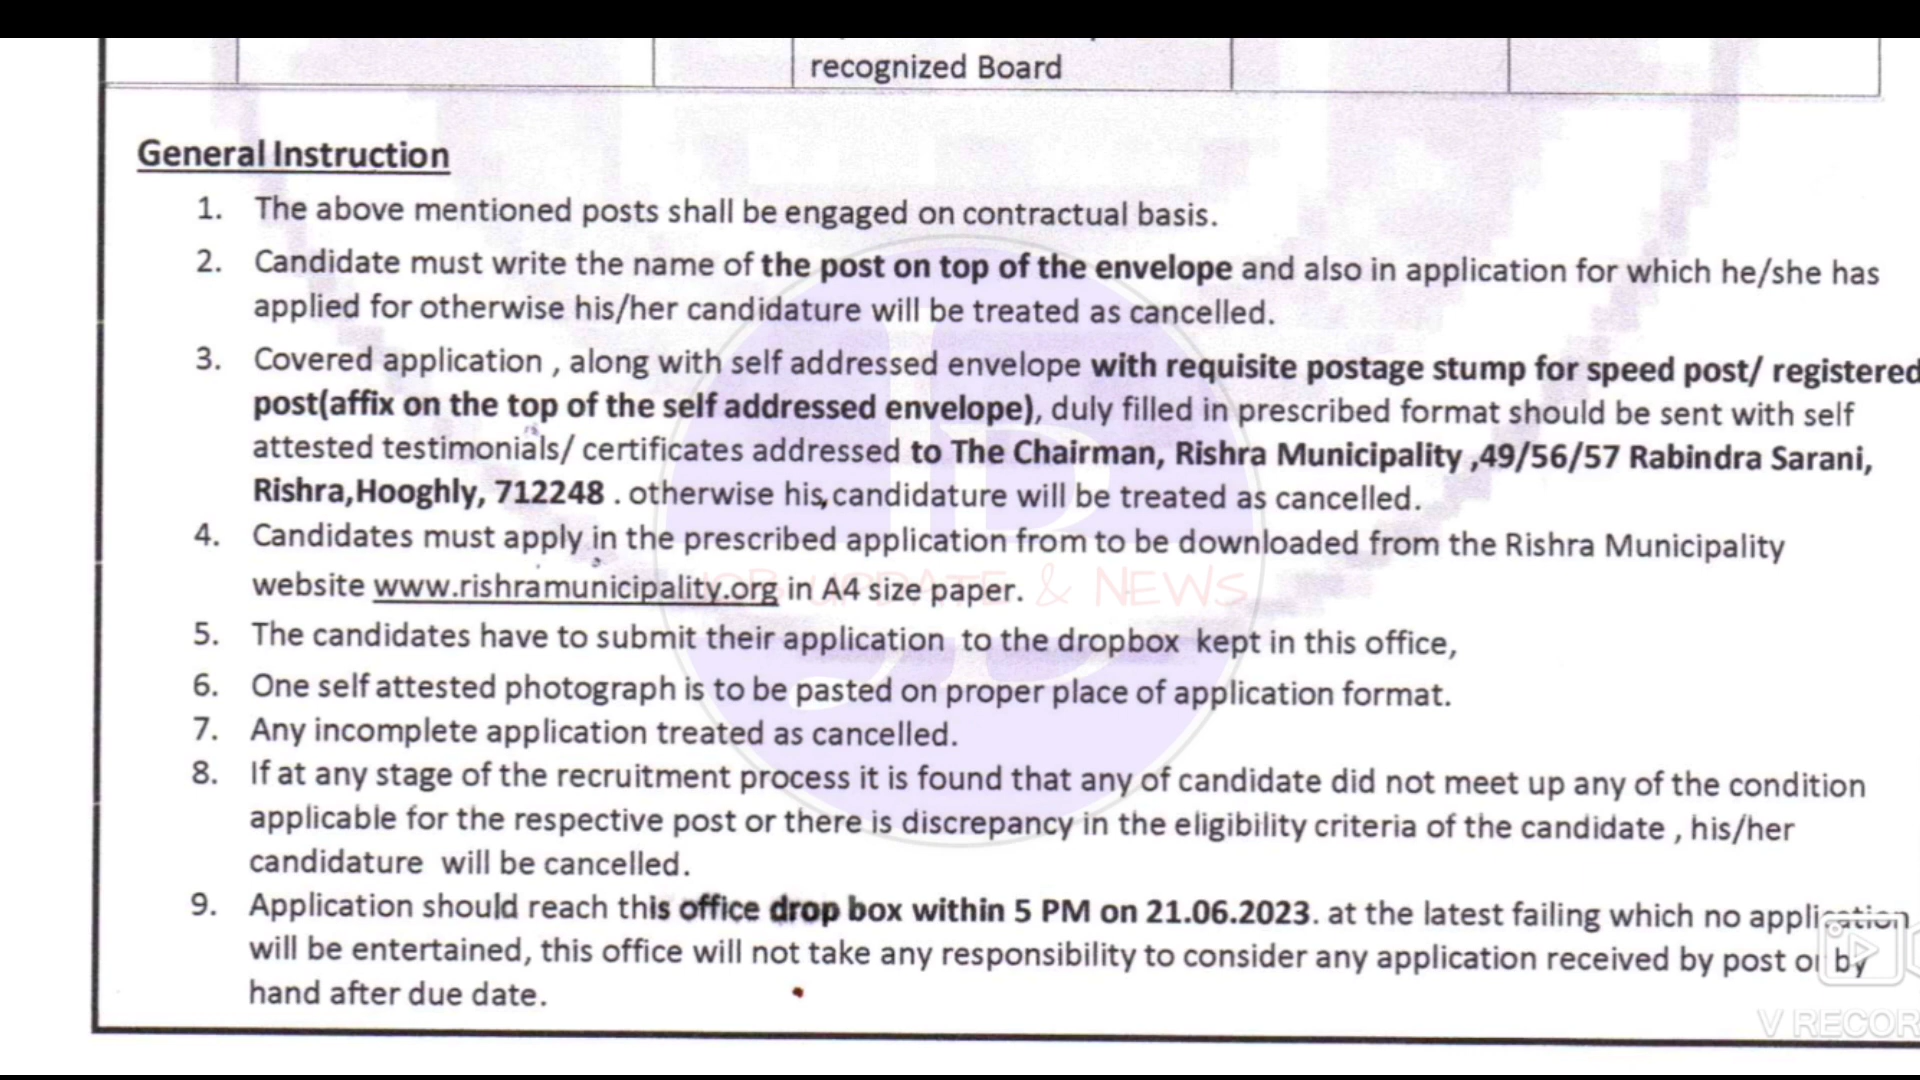 recognized Board
General Instruction
1. The above mentioned posts shall be engaged on contractual basis.
2. Candidate must write the name of the post on top of the envelope and also in application for which he/she has
applied for otherwise his/her candidature will be treated as cancelled.
3. Covered application , along with self addressed envelope with requisite postage stump for speed post/ registered
post(affix on the top of the self addressed envelope), duly filled in prescribed format should be sent with self
attested testimonials/ certificates addressed to The Chairman, Rishra Municipality ,49/56/57 Rabindra Sarani,
Rishra,Hooghly, 712248 . otherwise his, candidature will be treated as cancelled.
4. Candidates must apply in the prescribed application from to be downloaded from the Rishra Municipality
website www.rishramunicipality.org in A4 size paper.
JOB UPDATE & NEWS
5. The candidates have to submit their application to the dropbox kept in this office,
6. One self attested photograph is to be pasted on proper place of application format.
7. Any incomplete application treated as cancelled.
8. If at any stage of the recruitment process it is found that any of candidate did not meet up any of the condition
applicable for the respective post or there is discrepancy in the eligibility criteria of the candidate , his/her
candidature will be cancelled.
9. Application should reach this office drop box within 5 PM on 21.06.2023. at the latest failing which no application
will be entertained, this office will not take any responsibility to consider any application received by post or by
hand after due date.
V RECOR